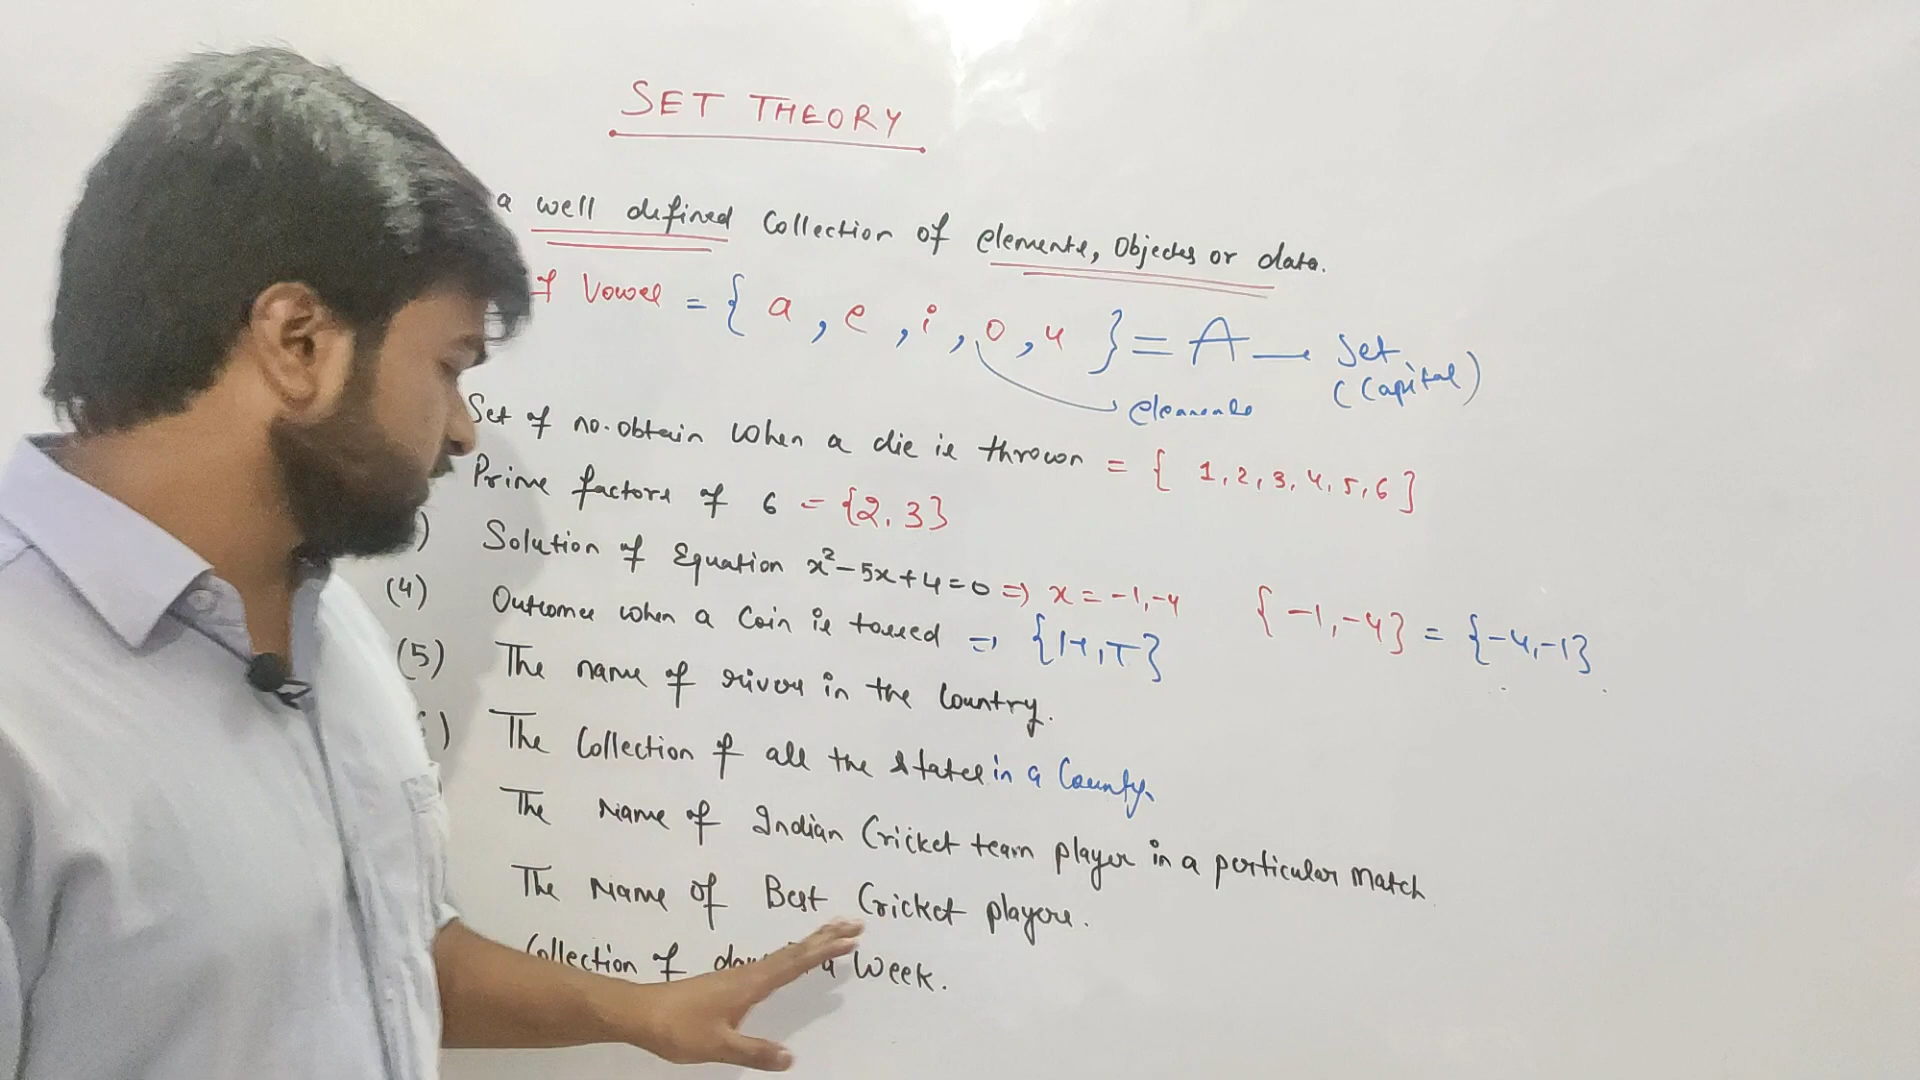 SET THEORY
a well defined Collection of elements, Objects or data.
of Vowel = { a, e, i, o, u } = A — Set
(Capital)
elements
Set of no. obtain when a die is thrown = { 1, 2, 3, 4, 5, 6 }
Prime factors of 6 = {2, 3}
) Solution of Equation x²-5x+4=0 => x = -1, -4 { -1, -4} = {-4, -1}
(4) Outcomes when a Coin is tossed => {H, T}
(5) The name of rivers in the Country.
) The Collection of all the states in a County.
The Name of Indian Cricket team player in a particular Match
The Name of Best Cricket players.
Collection of a Week.